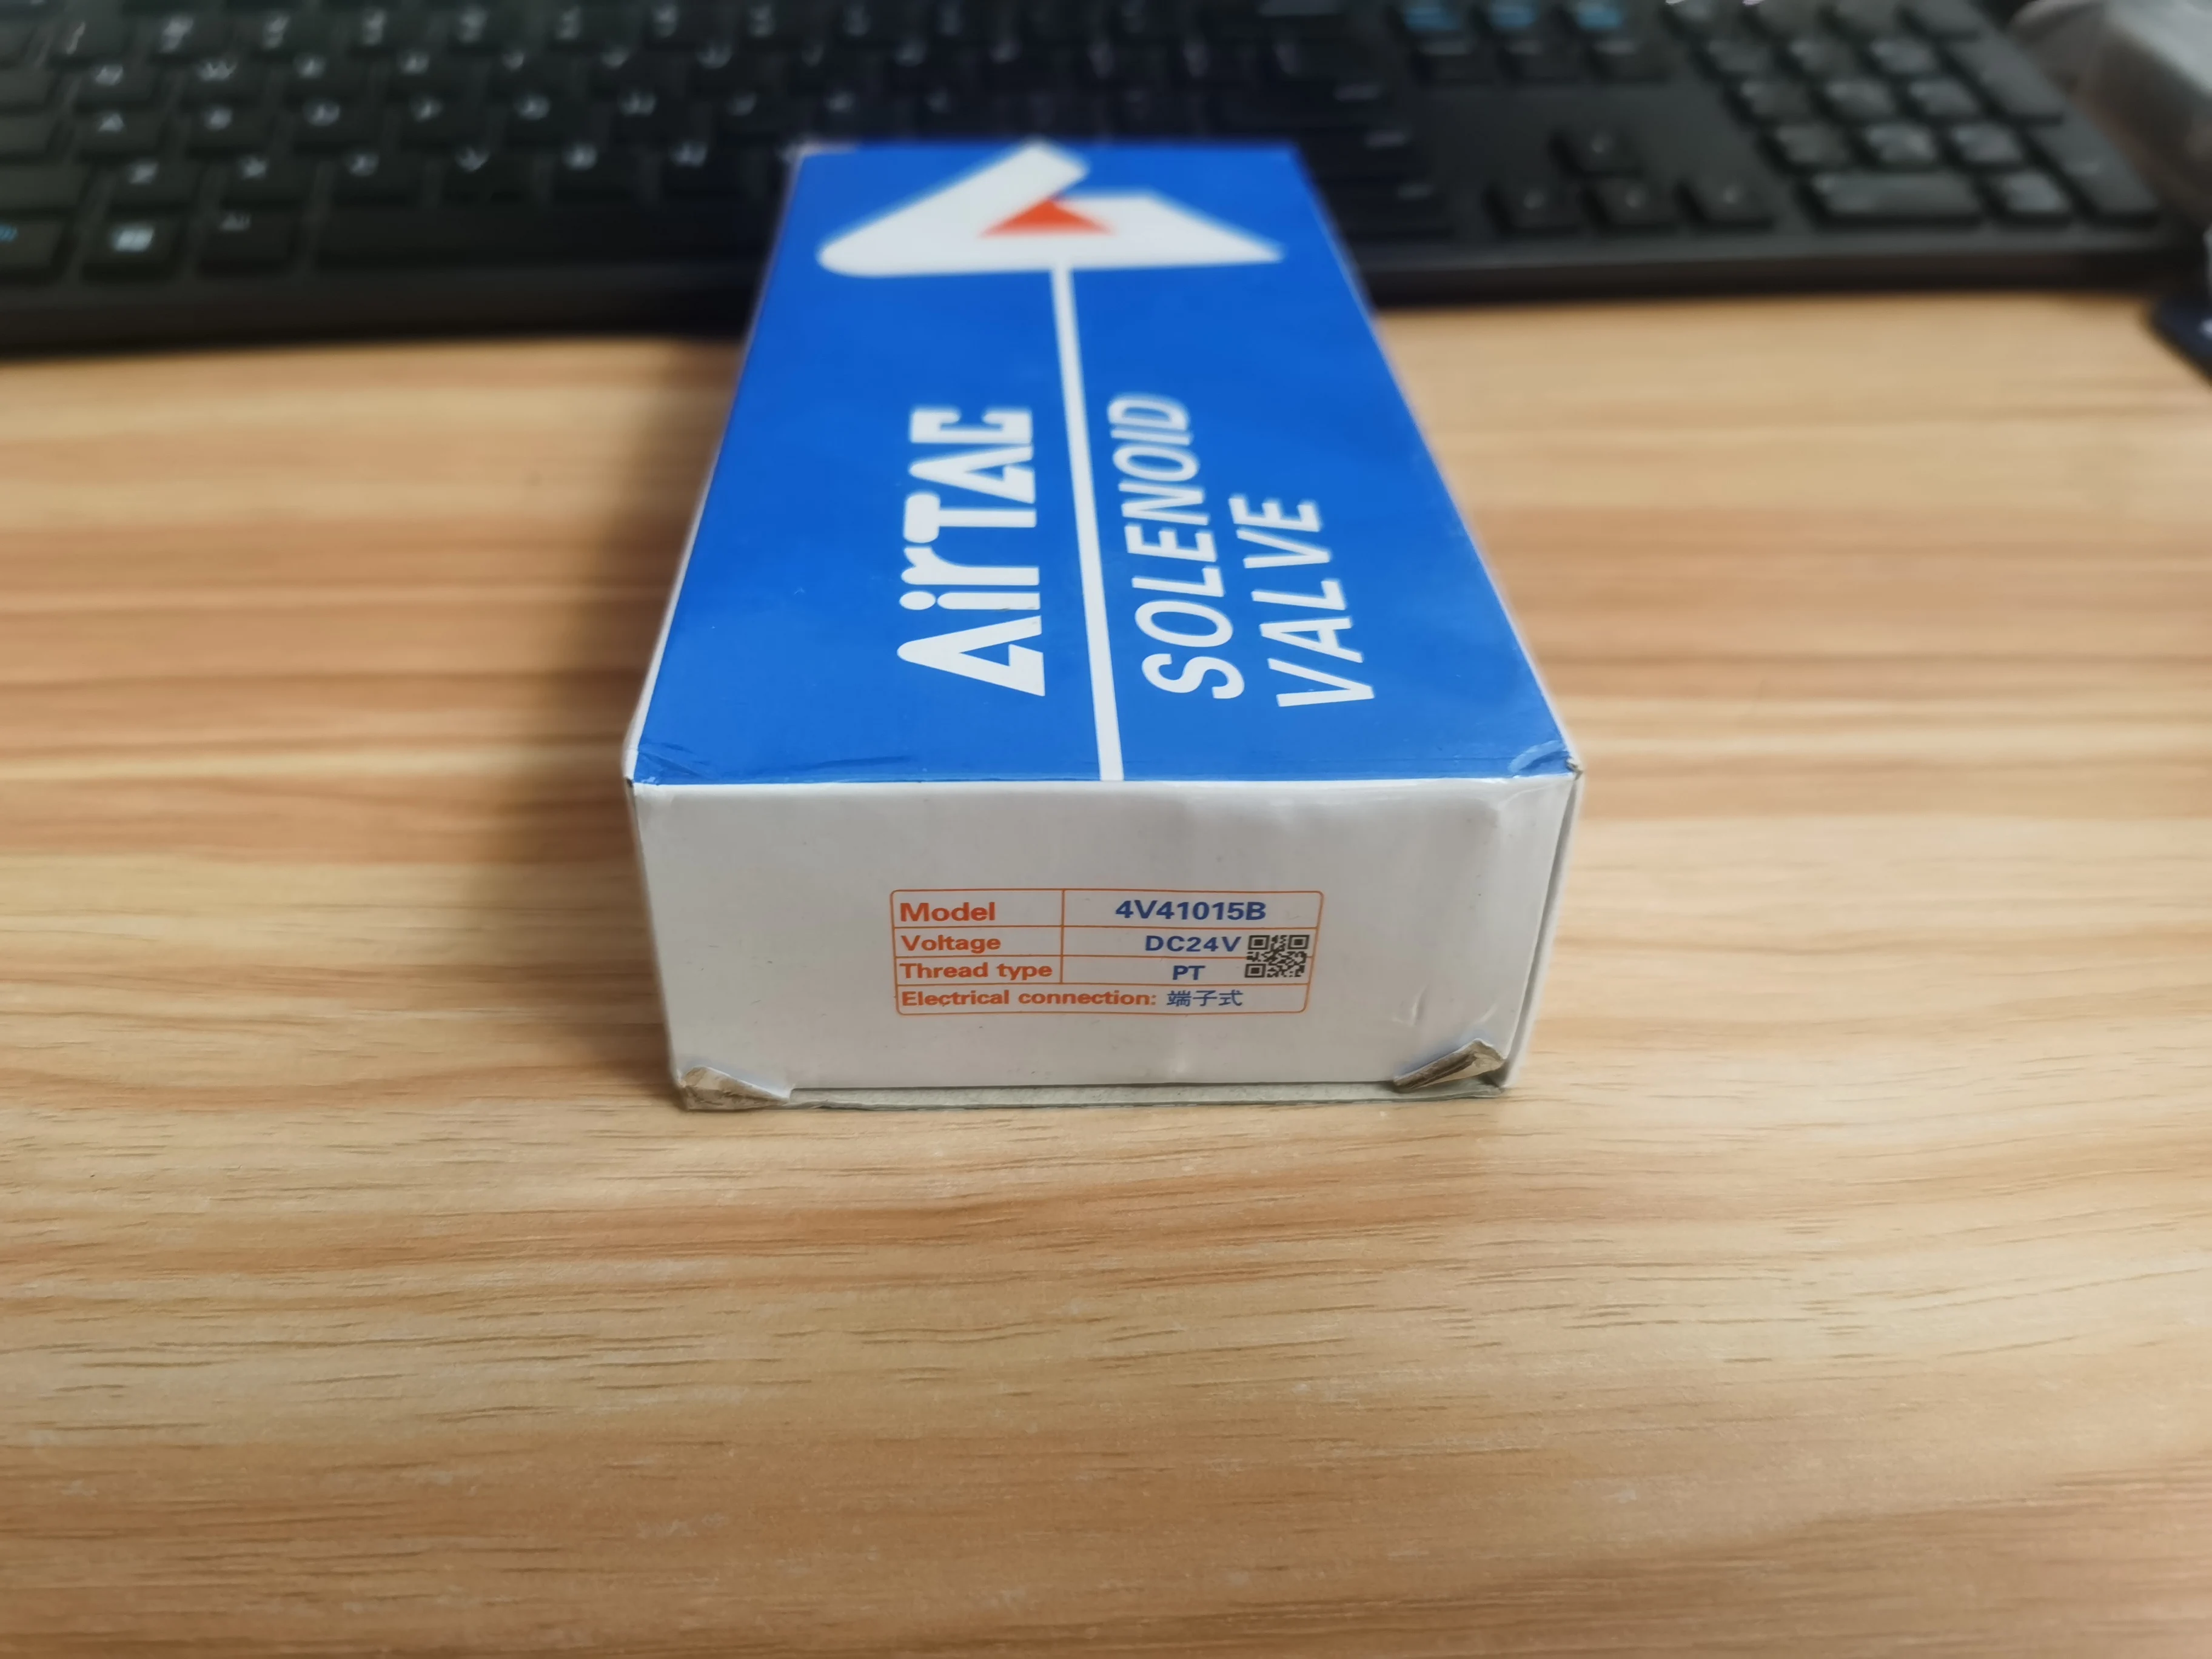 AirTAC
SOLENOID
VALVE
Model 4V41015B
Voltage DC24V
Thread type PT
Electrical connection: 端子式